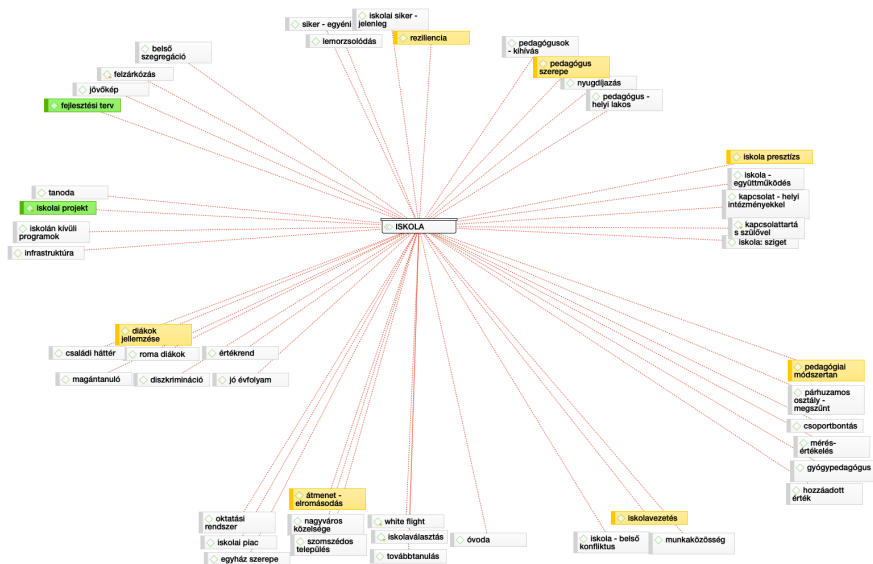 iskolai siker -
jelenleg
siker - egyéni
lemorzsolódás
reziliencia
belső
szegregáció
felzárkózás
jövőkép
fejlesztési terv
pedagógusok
- kihívás
pedagógus
szerepe
nyugdíjazás
pedagógus -
helyi lakos
tanoda
iskolai projekt
iskolán kívüli
programok
infrastruktúra
ISKOLA
iskola presztízs
iskola -
együttműködés
kapcsolat - helyi
intézményekkel
kapcsolattartá
s szülővel
iskola: sziget
diákok
jellemzése
családi háttér
roma diákok
értékrend
magántanuló
diszkrimináció
jó évfolyam
pedagógiai
módszertan
párhuzamos
osztály -
megszűnt
csoportbontás
mérés-
értékelés
gyógypedagógus
hozzáadott
érték
oktatási
rendszer
iskolai piac
egyház szerepe
átmenet -
elromásodás
nagyváros
közelsége
szomszédos
település
white flight
iskolaválasztás
továbbtanulás
óvoda
iskolavezetés
iskola - belső
konfliktus
munkaközösség